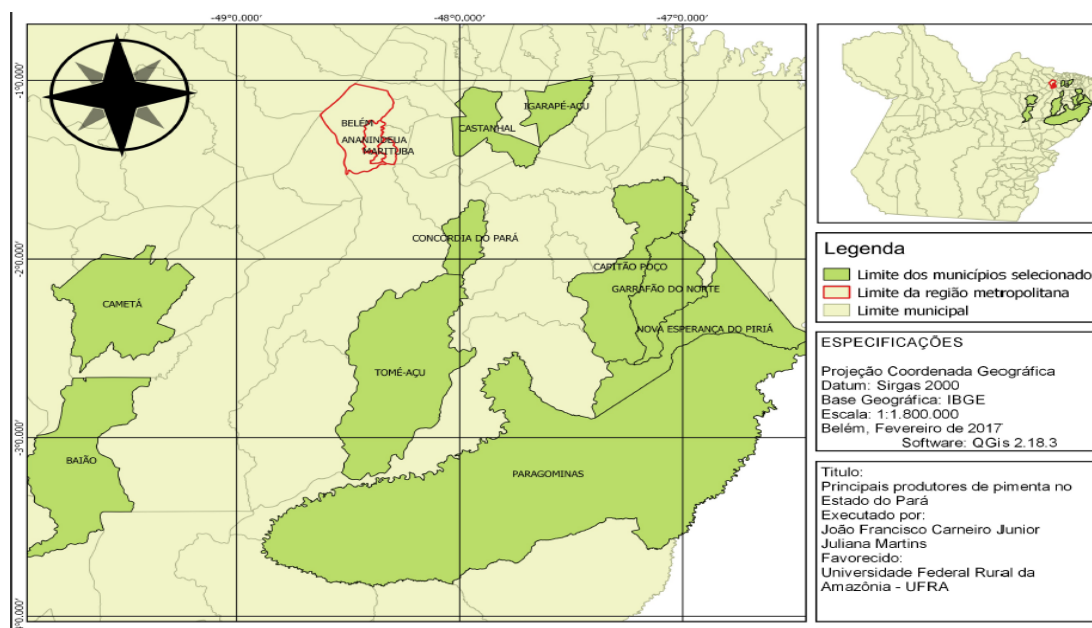 -49°0.000' -48°0.000' -47°0.000'
-1°0.000'
-2°0.000'
-3°0.000'
BELÉM
ANANINDEUA
MARITUBA
CASTANHAL
IGARAPÉ-AÇU
CONCÓRDIA DO PARÁ
CAPITÃO POÇO
GARRAFÃO DO NORTE
NOVA ESPERANÇA DO PIRIÁ
CAMETÁ
TOMÉ-AÇU
BAIÃO
PARAGOMINAS
Legenda
Limite dos municípios selecionado
Limite da região metropolitana
Limite municipal
ESPECIFICAÇÕES
Projeção Coordenada Geográfica
Datum: Sirgas 2000
Base Geográfica: IBGE
Escala: 1:1.800.000
Belém, Fevereiro de 2017
Software: QGis 2.18.3
Titulo:
Principais produtores de pimenta no
Estado do Pará
Executado por:
João Francisco Carneiro Junior
Juliana Martins
Favorecido:
Universidade Federal Rural da
Amazônia - UFRA